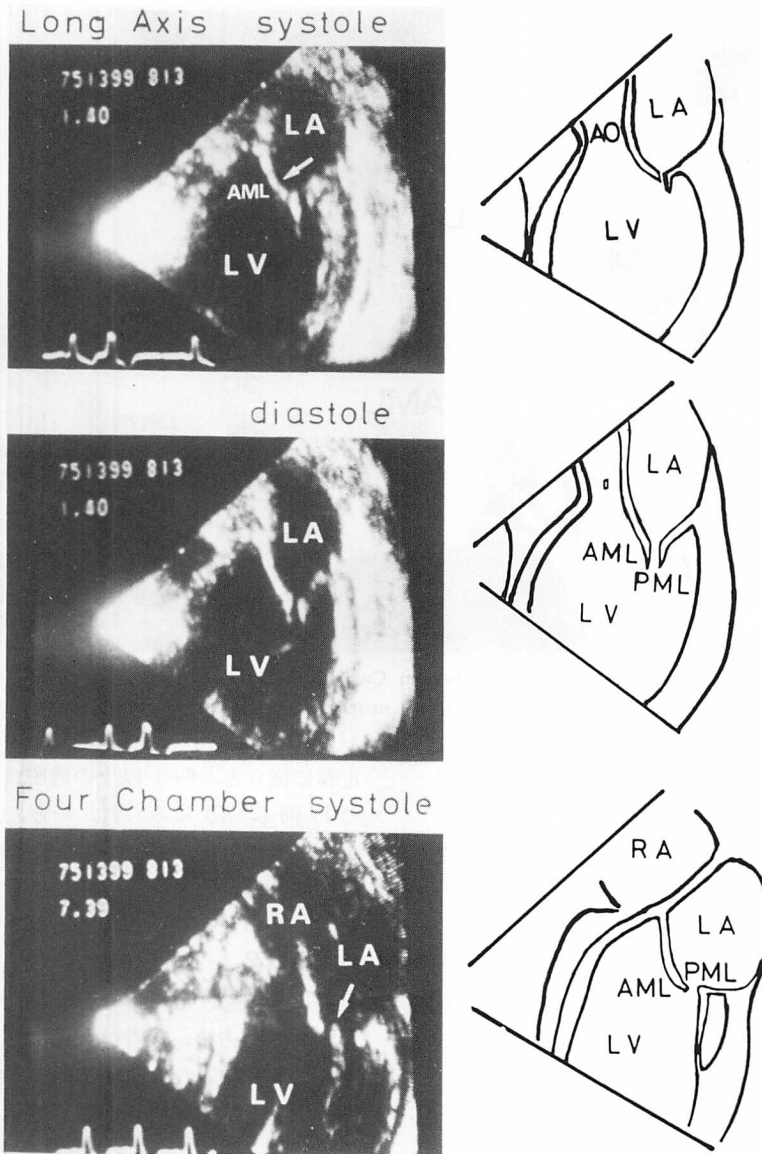 Long Axis systole
751399 813
1.40
LA
AML
LV
AO
LA
LV
diastole
751399 813
1.40
LA
LV
LA
AML
PML
LV
Four Chamber systole
751399 813
7.39
RA
LA
LV
RA
LA
PML
AML
LV